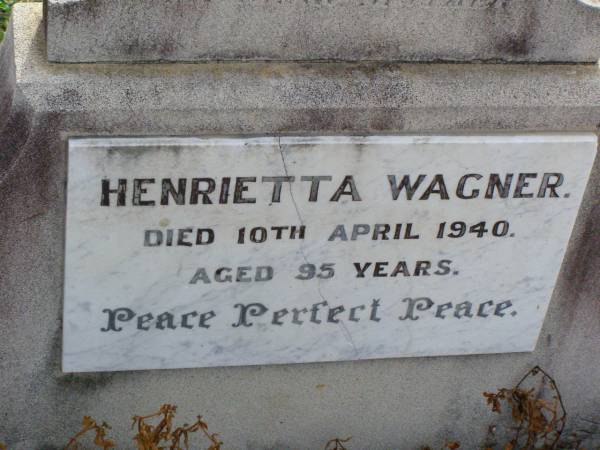 HENRIETTA WAGNER.
DIED 10TH APRIL 1940.
AGED 95 YEARS.
Peace Perfect Peace.